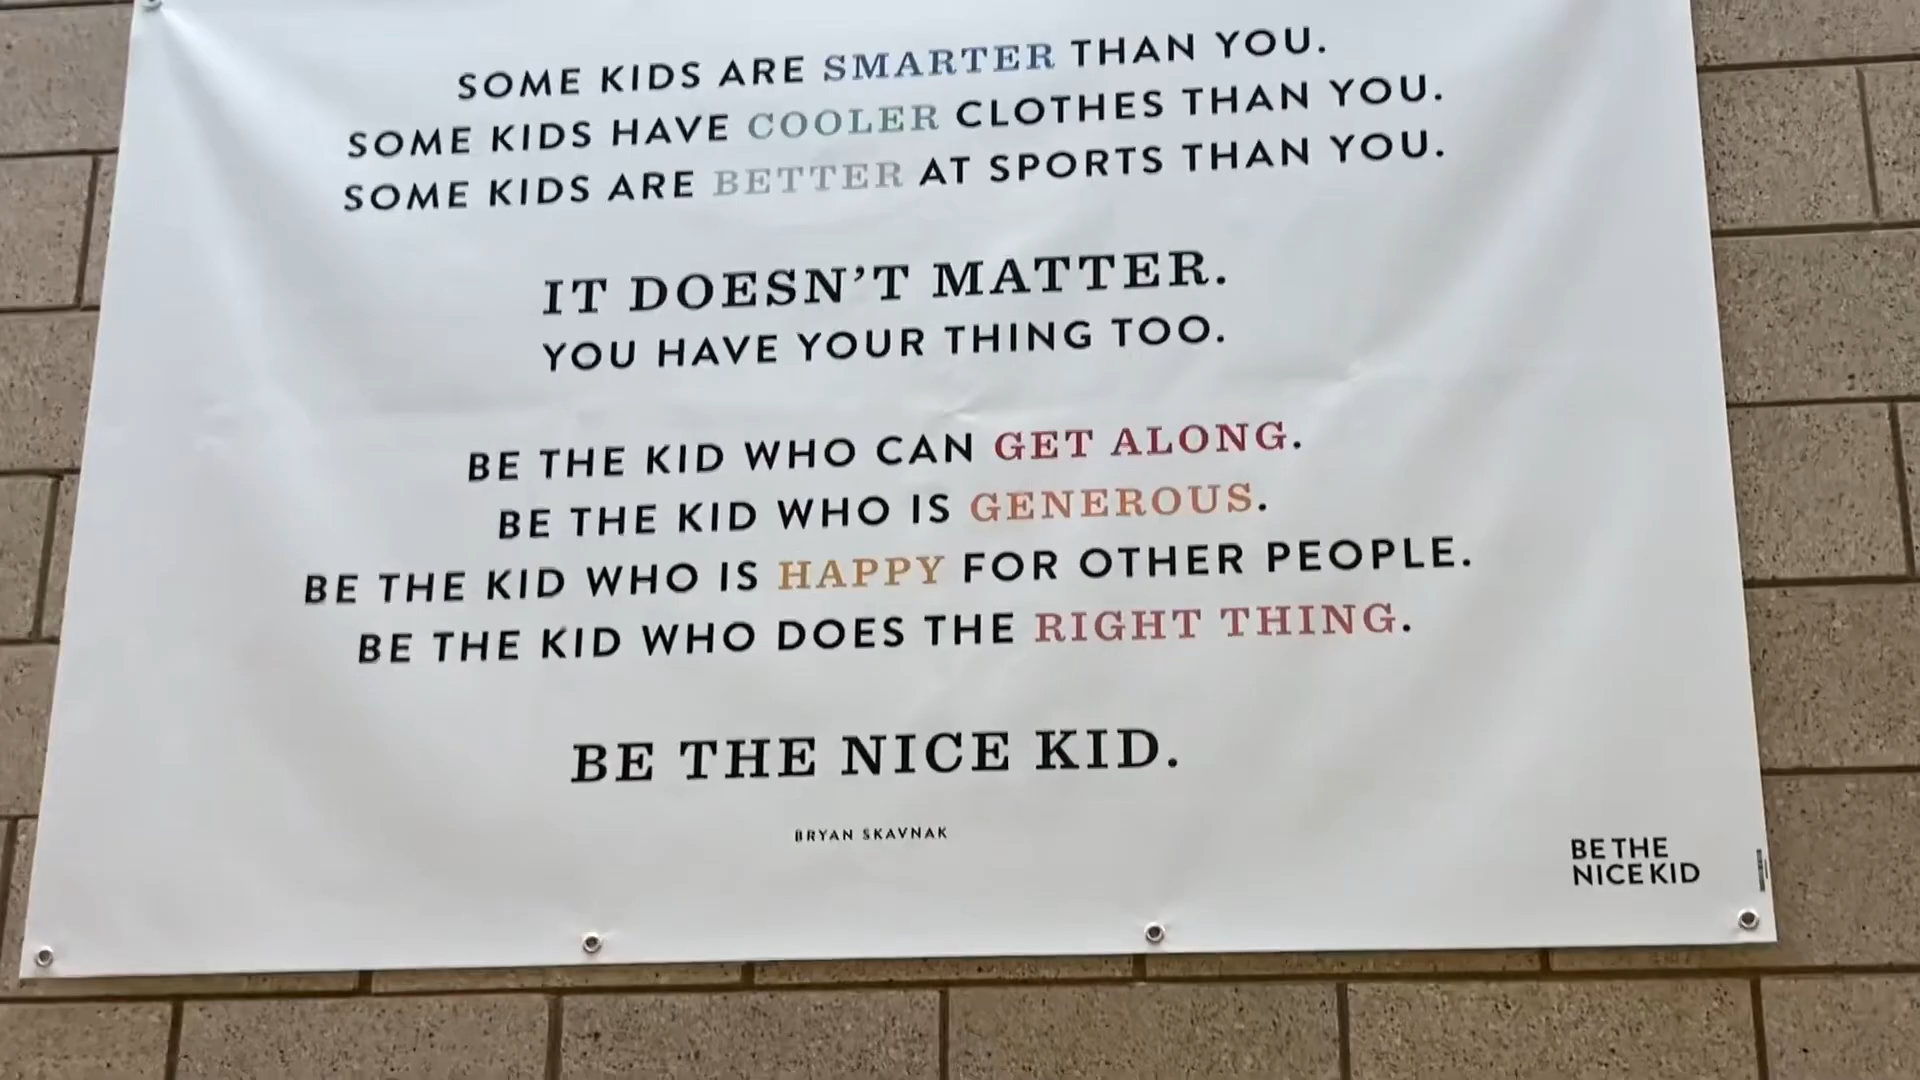 SOME KIDS ARE SMARTER THAN YOU.
SOME KIDS HAVE COOLER CLOTHES THAN YOU.
SOME KIDS ARE BETTER AT SPORTS THAN YOU.
IT DOESN'T MATTER.
YOU HAVE YOUR THING TOO.
BE THE KID WHO CAN GET ALONG.
BE THE KID WHO IS GENEROUS.
BE THE KID WHO IS HAPPY FOR OTHER PEOPLE.
BE THE KID WHO DOES THE RIGHT THING.
BE THE NICE KID.
BRYAN SKAVNAK
BE THE
NICE KID